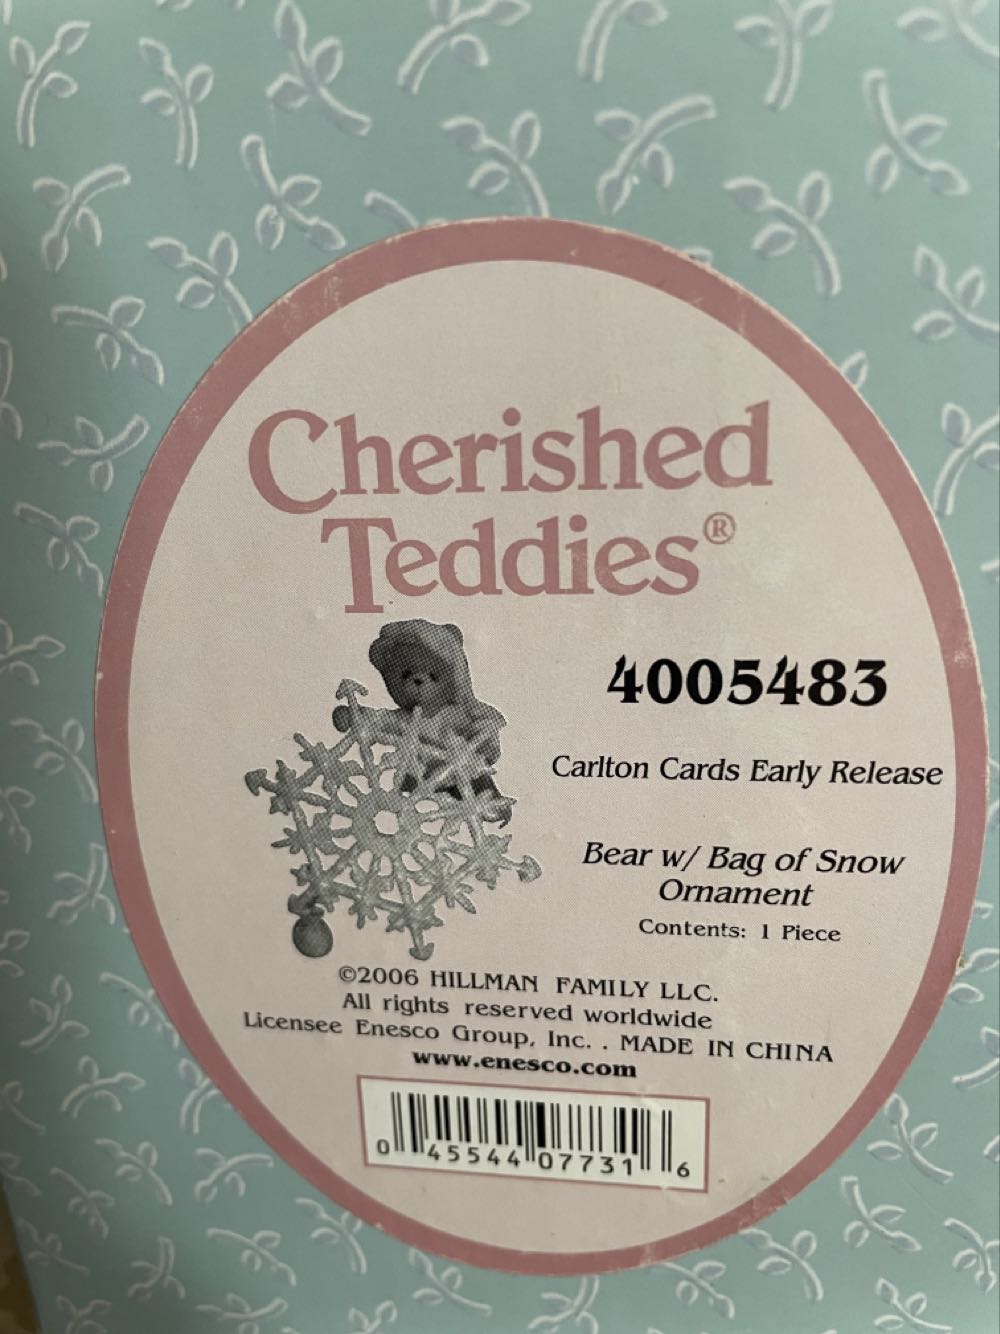 Cherished
Teddies®
4005483
Carlton Cards Early Release
Bear w/ Bag of Snow
Ornament
Contents: 1 Piece
©2006 HILLMAN FAMILY LLC.
All rights reserved worldwide
Licensee Enesco Group, Inc. . MADE IN CHINA
www.enesco.com
0 45544 07731 6